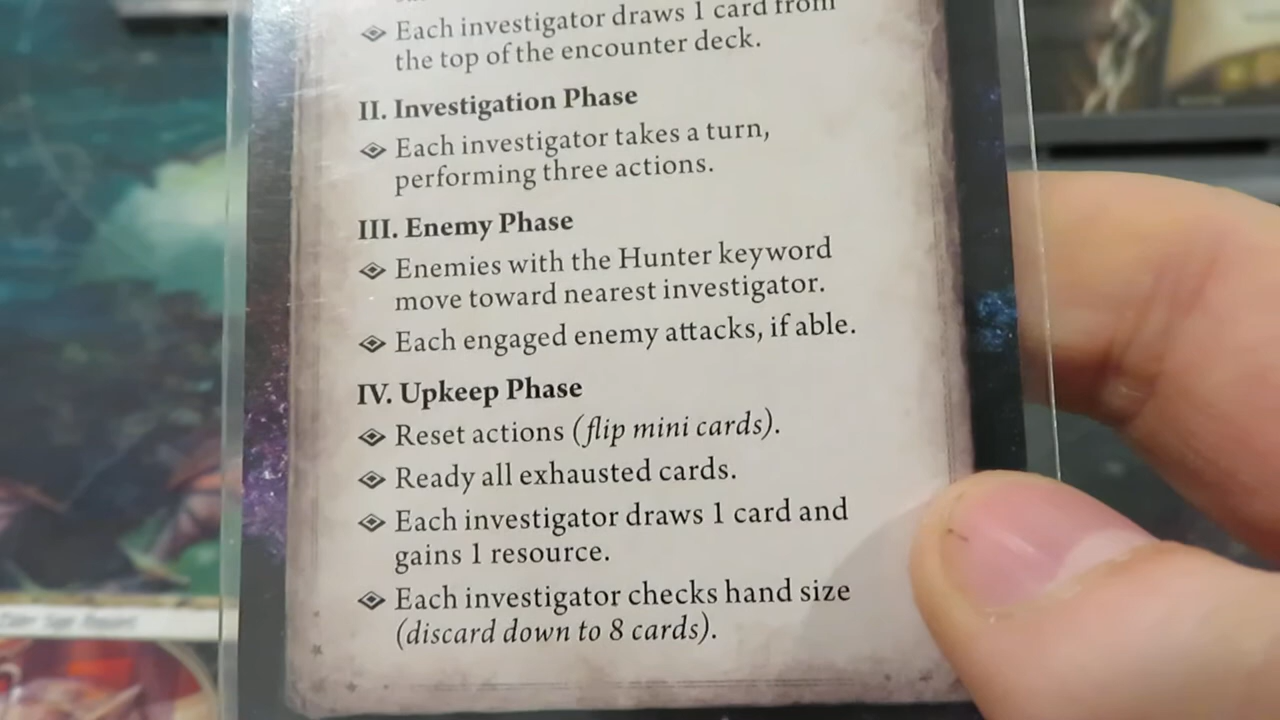 Each investigator draws 1 card from
the top of the encounter deck.
II. Investigation Phase
Each investigator takes a turn,
performing three actions.
III. Enemy Phase
Enemies with the Hunter keyword
move toward nearest investigator.
Each engaged enemy attacks, if able.
IV. Upkeep Phase
Reset actions (flip mini cards).
Ready all exhausted cards.
Each investigator draws 1 card and
gains 1 resource.
Each investigator checks hand size
(discard down to 8 cards).